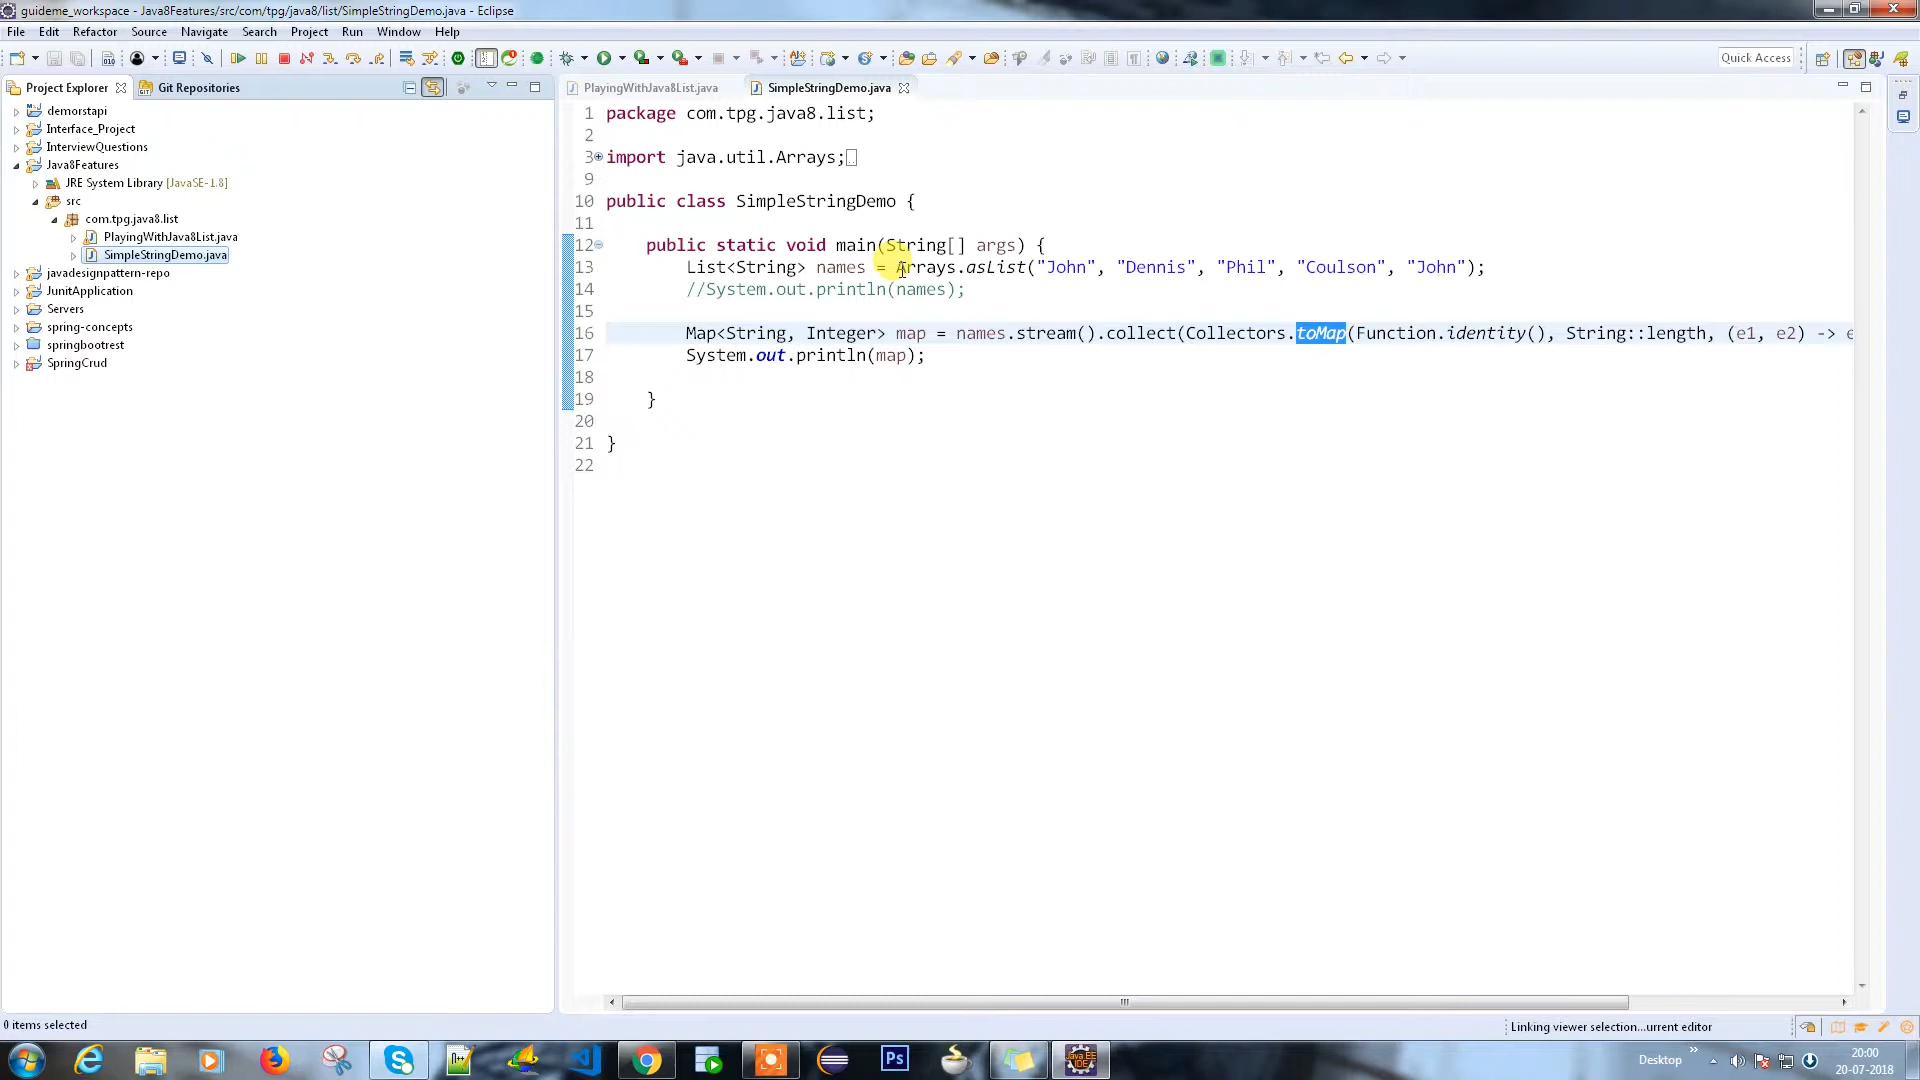 guideme_workspace - Java8Features/src/com/tpg/java8/list/SimpleStringDemo.java - Eclipse
File Edit Refactor Source Navigate Search Project Run Window Help
Quick Access
Project Explorer Git Repositories
PlayingWithJava8List.java SimpleStringDemo.java
demorstapi
Interface_Project
InterviewQuestions
Java8Features
JRE System Library [JavaSE-1.8]
src
com.tpg.java8.list
PlayingWithJava8List.java
SimpleStringDemo.java
javadesignpattern-repo
JunitApplication
Servers
spring-concepts
springbootrest
SpringCrud
1 package com.tpg.java8.list;
2
3 import java.util.Arrays;
9
10 public class SimpleStringDemo {
11
12 public static void main(String[] args) {
13 List<String> names = Arrays.asList("John", "Dennis", "Phil", "Coulson", "John");
14 //System.out.println(names);
15
16 Map<String, Integer> map = names.stream().collect(Collectors.toMap(Function.identity(), String::length, (e1, e2) -> e
17 System.out.println(map);
18
19 }
20
21 }
22
0 items selected
Linking viewer selection...urrent editor
Ps
Java EE
IDE
Desktop
20:00
20-07-2018